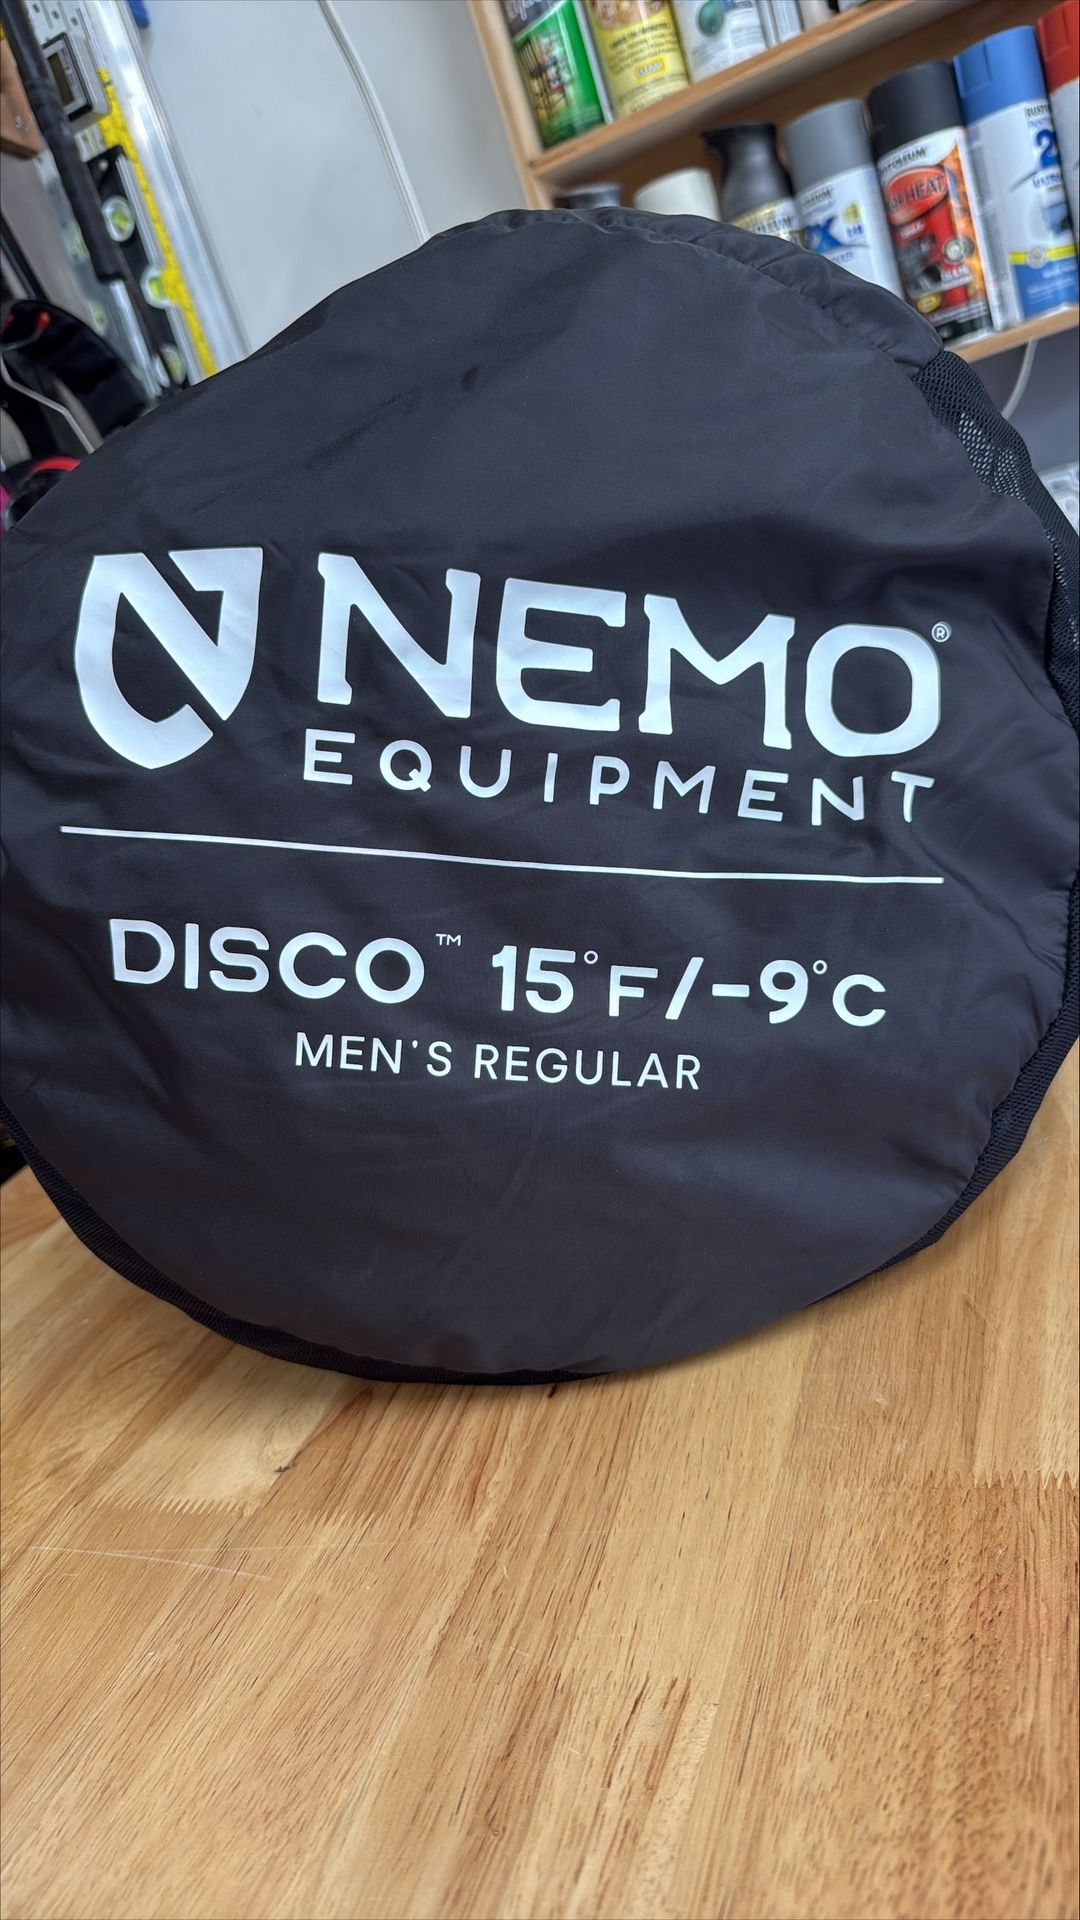 NEMO®
EQUIPMENT
DISCO™ 15°F/-9°C
MEN'S REGULAR